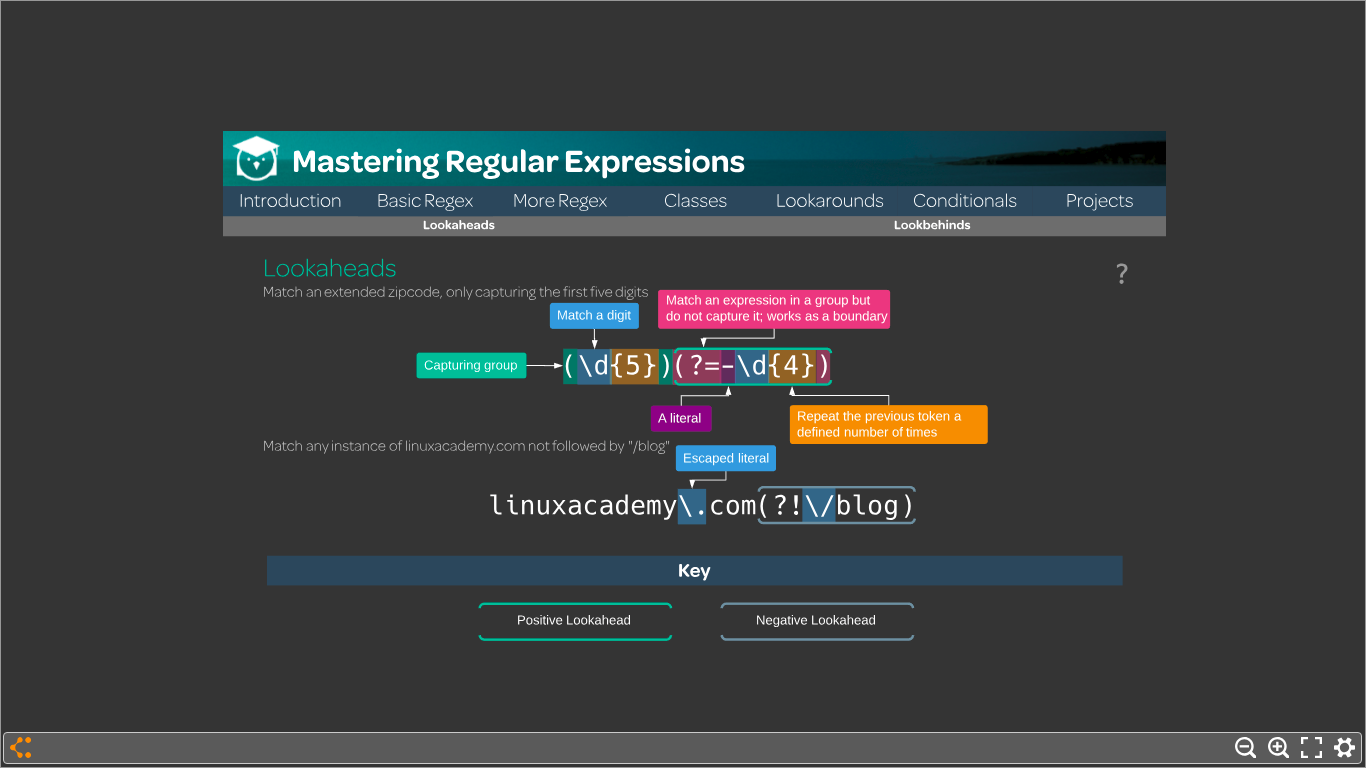 Mastering Regular Expressions
Introduction Basic Regex More Regex Classes Lookarounds Conditionals Projects
Lookaheads Lookbehinds
Lookaheads
?
Match an extended zipcode, only capturing the first five digits
Match a digit
Match an expression in a group but
do not capture it; works as a boundary
Capturing group
(\d{5})(?=-\d{4})
A literal
Repeat the previous token a
defined number of times
Match any instance of linuxacademy.com not followed by "/blog"
Escaped literal
linuxacademy\.com(?!\/blog)
Key
Positive Lookahead
Negative Lookahead